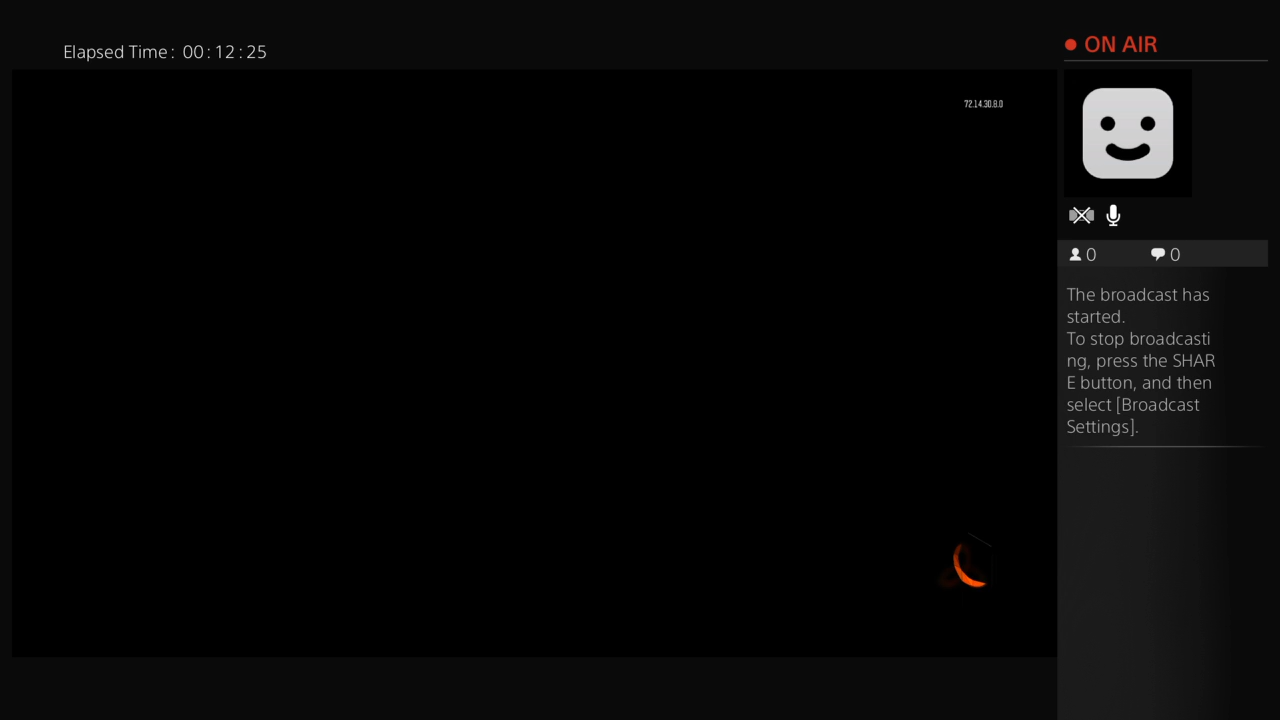 Elapsed Time: 00:12:25
ON AIR
72.14.30.8.0
0 0
The broadcast has
started.
To stop broadcasti
ng, press the SHAR
E button, and then
select [Broadcast
Settings].